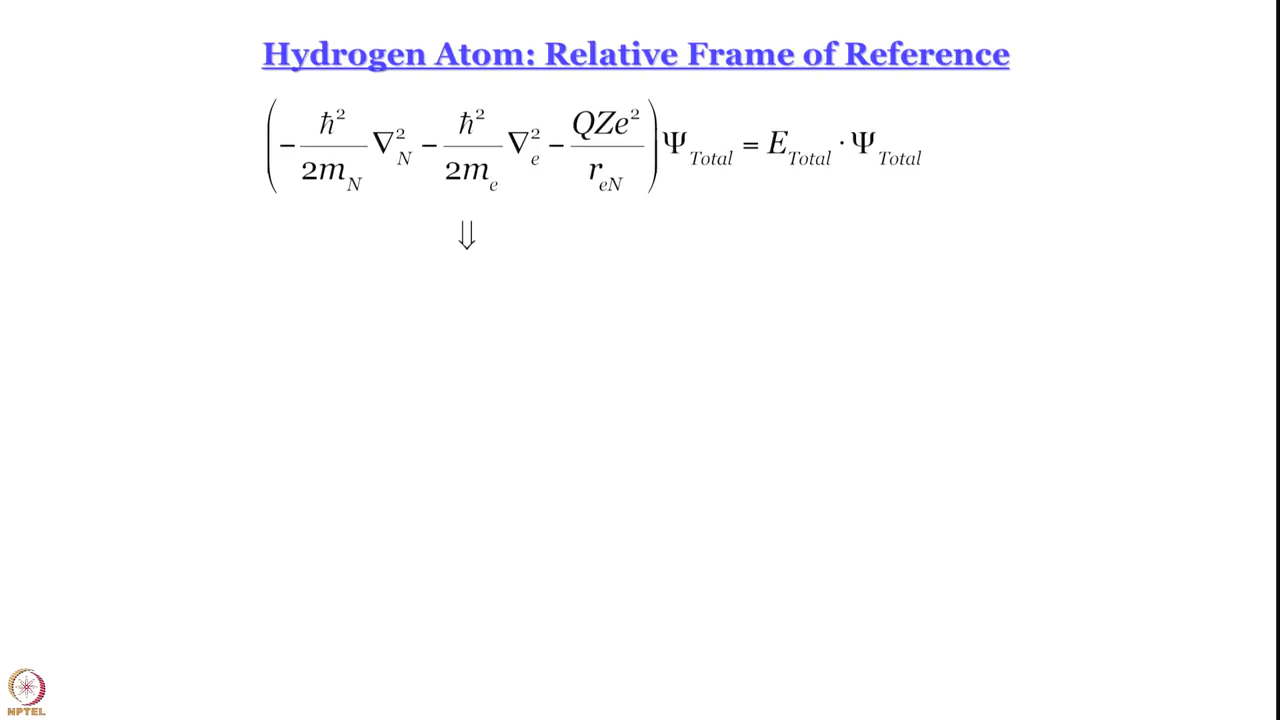 Hydrogen Atom: Relative Frame of Reference
(−ħ²/2m_N ∇²_N − ħ²/2m_e ∇²_e − QZe²/r_eN) Ψ_Total = E_Total · Ψ_Total
⇓
NPTEL